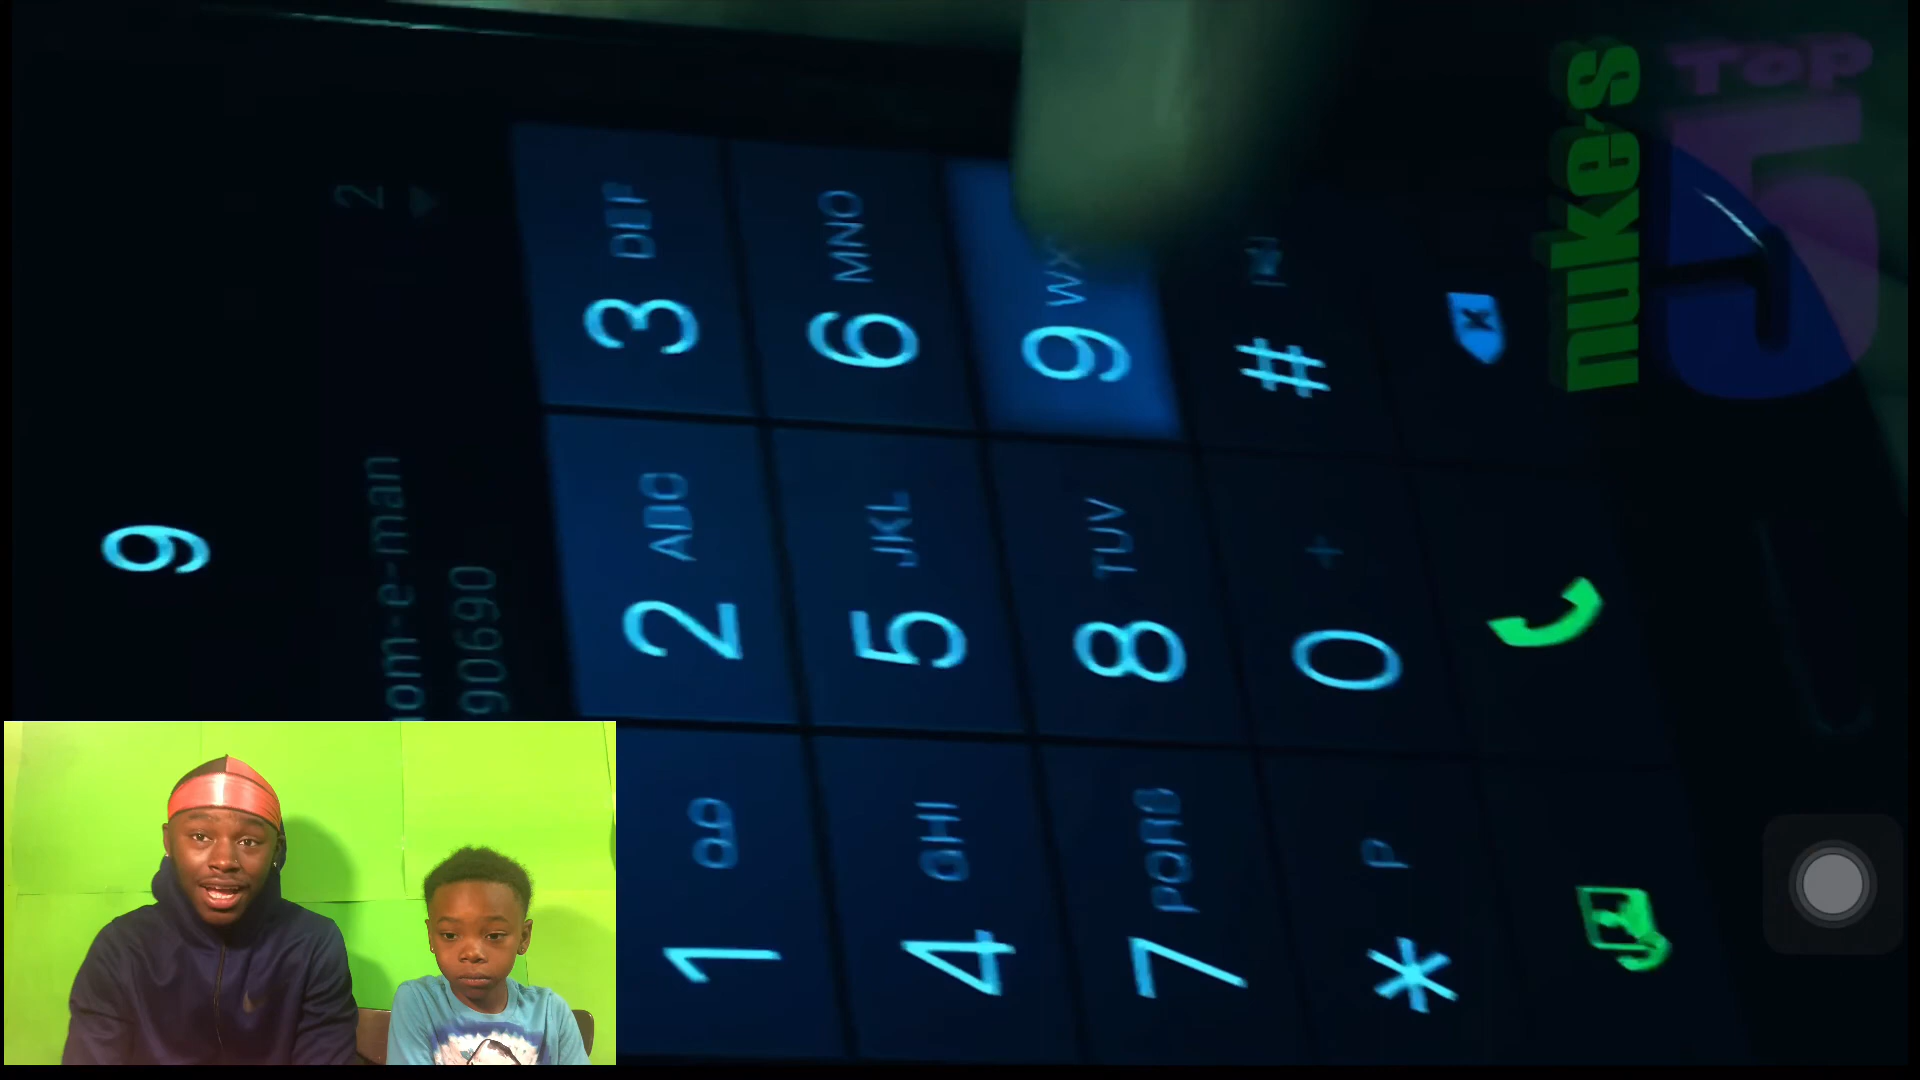 9
om-e-man 2
90690
1
2 ABC
3 DEF
4 GHI
5 JKL
6 MNO
7 PQRS
8 TUV
9 WX
* P
0 +
#
nuke's
Top
5